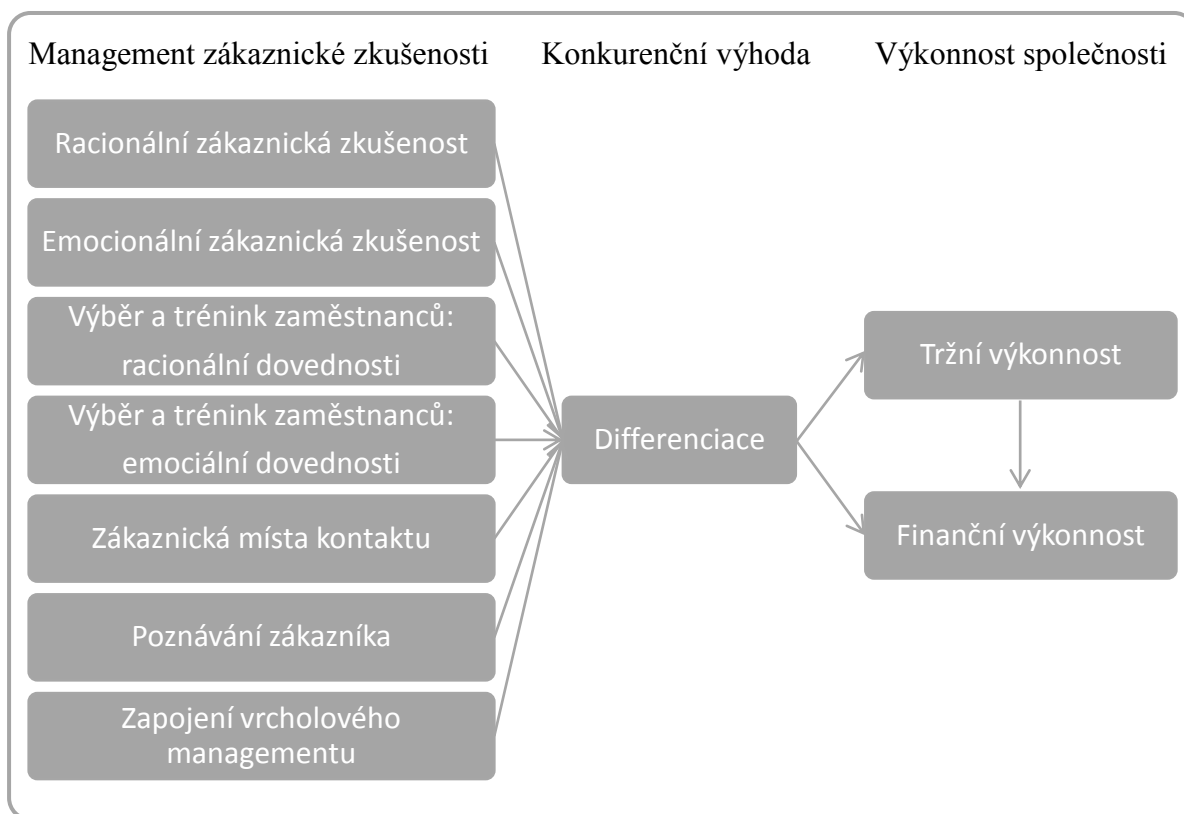 Management zákaznické zkušenosti
Konkurenční výhoda
Výkonnost společnosti
Racionální zákaznická zkušenost
Emocionální zákaznická zkušenost
Výběr a trénink zaměstnanců:
racionální dovednosti
Výběr a trénink zaměstnanců:
emociální dovednosti
Zákaznická místa kontaktu
Poznávání zákazníka
Zapojení vrcholového
managementu
Differenciace
Tržní výkonnost
Finanční výkonnost